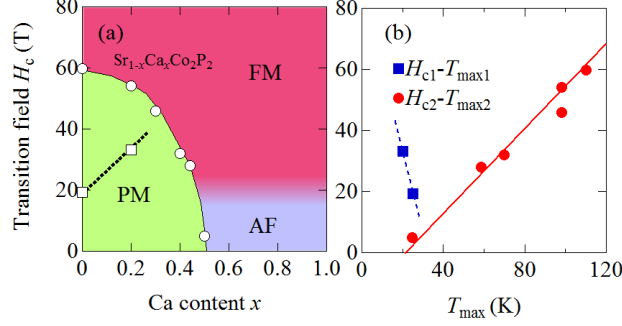 (a)
Sr1-xCaxCo2P2
FM
PM
AF
Transition field Hc (T)
80
60
40
20
0
0
0.2
0.4
0.6
0.8
1.0
Ca content x
(b)
Hc1-Tmax1
Hc2-Tmax2
80
60
40
20
0
0
40
80
120
Tmax (K)